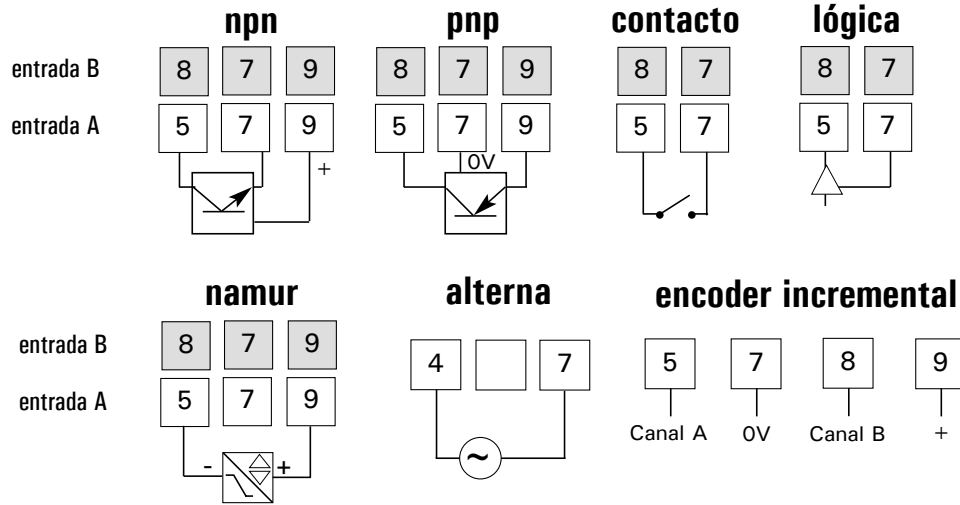 npn pnp contacto lógica
entrada B 8 7 9 8 7 9 8 7 8 7
entrada A 5 7 9 5 7 9 5 7 5 7
+ 0V
namur alterna encoder incremental
entrada B 8 7 9 4 7 5 7 8 9
entrada A 5 7 9
Canal A 0V Canal B +
- + ~